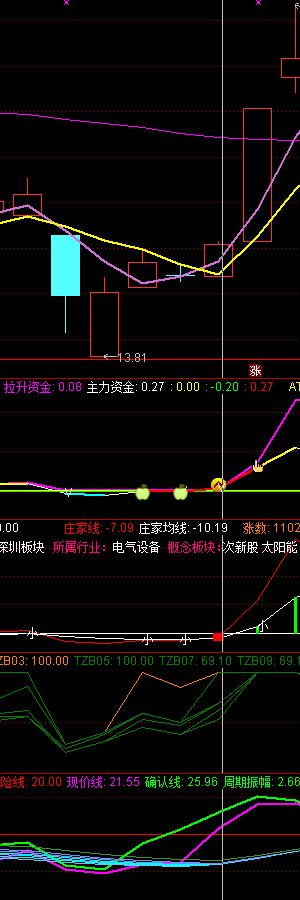 13.81
涨
拉升资金: 0.08 主力资金: 0.27 : 0.00 : -0.20 : 0.27 AT
0.00 庄家线: -7.09 庄家均线: -10.19 涨数: 1102
深圳板块 所属行业: 电气设备 概念板块: 次新股 太阳能
小 小 小 小
ZB03: 100.00 TZB05: 100.00 TZB07: 69.10 TZB09: 69.1
险线: 20.00 现价线: 21.55 确认线: 25.96 周期振幅: 2.66